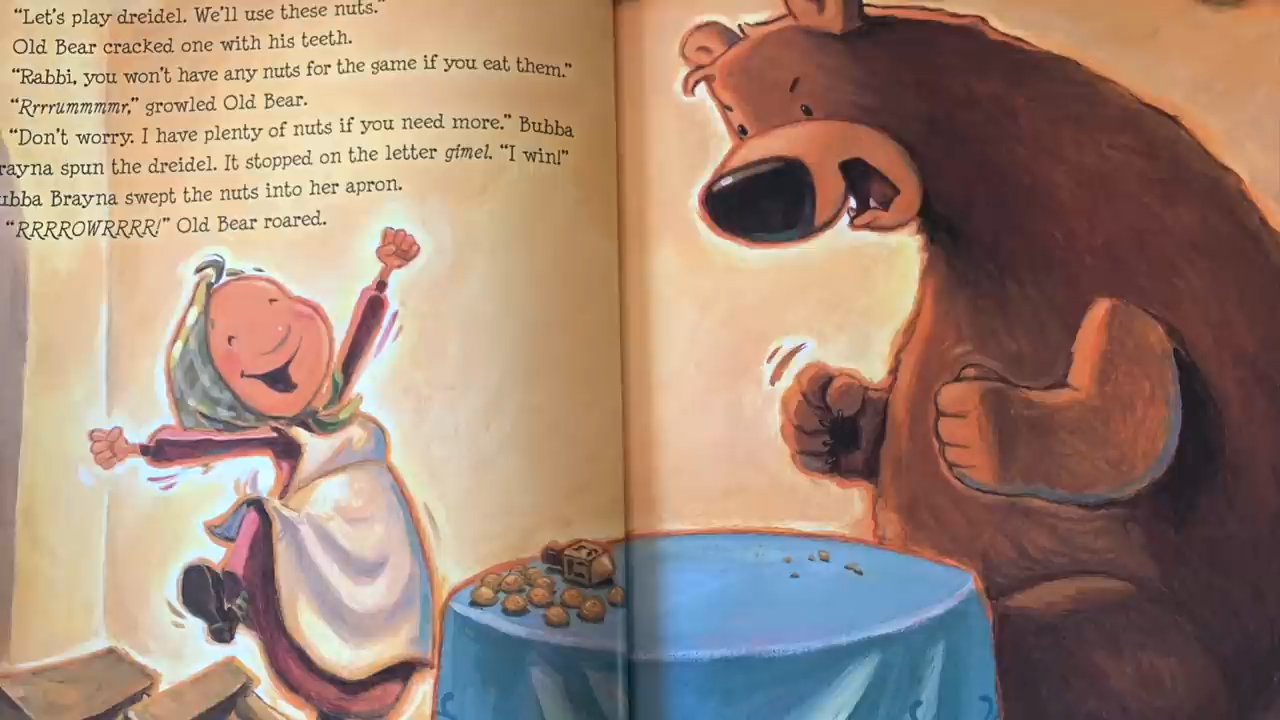 "Let's play dreidel. We'll use these nuts."
Old Bear cracked one with his teeth.
"Rabbi, you won't have any nuts for the game if you eat them."
"Rrrrummmmr," growled Old Bear.
"Don't worry. I have plenty of nuts if you need more." Bubba
rayna spun the dreidel. It stopped on the letter gimel. "I win!"
ubba Brayna swept the nuts into her apron.
"RRRROWRRRR!" Old Bear roared.